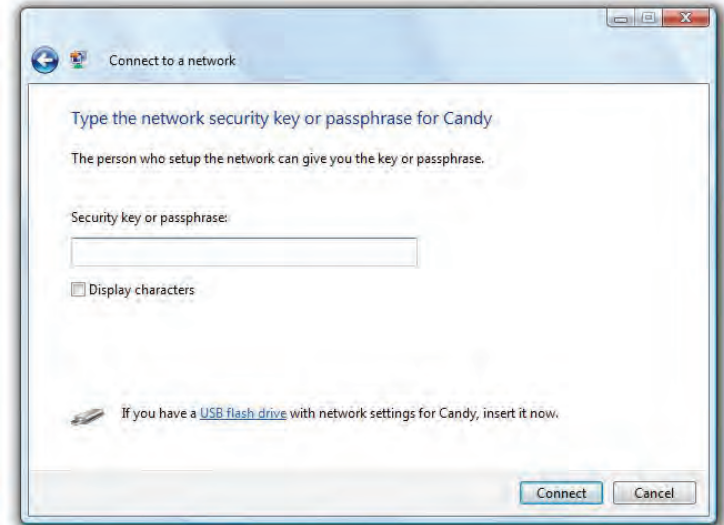 Connect to a network
Type the network security key or passphrase for Candy
The person who setup the network can give you the key or passphrase.
Security key or passphrase:
Display characters
If you have a USB flash drive with network settings for Candy, insert it now.
Connect Cancel